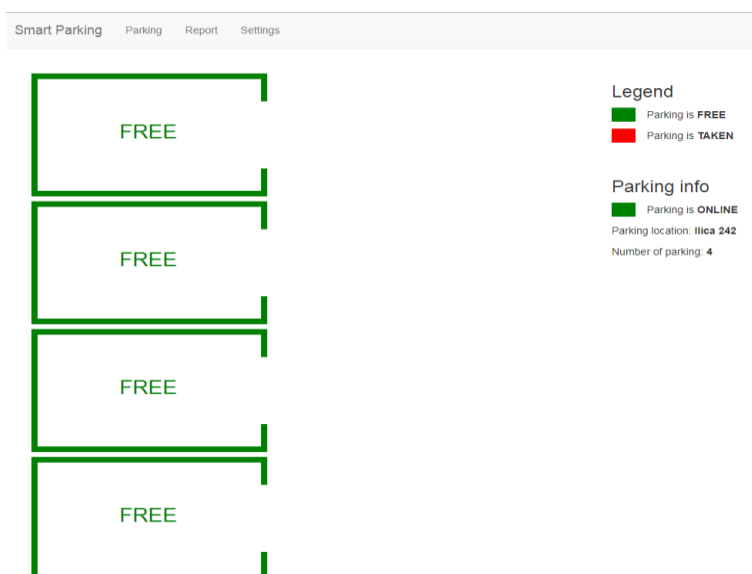 Smart Parking Parking Report Settings
FREE
FREE
FREE
FREE
Legend
Parking is FREE
Parking is TAKEN
Parking info
Parking is ONLINE
Parking location: Ilica 242
Number of parking: 4